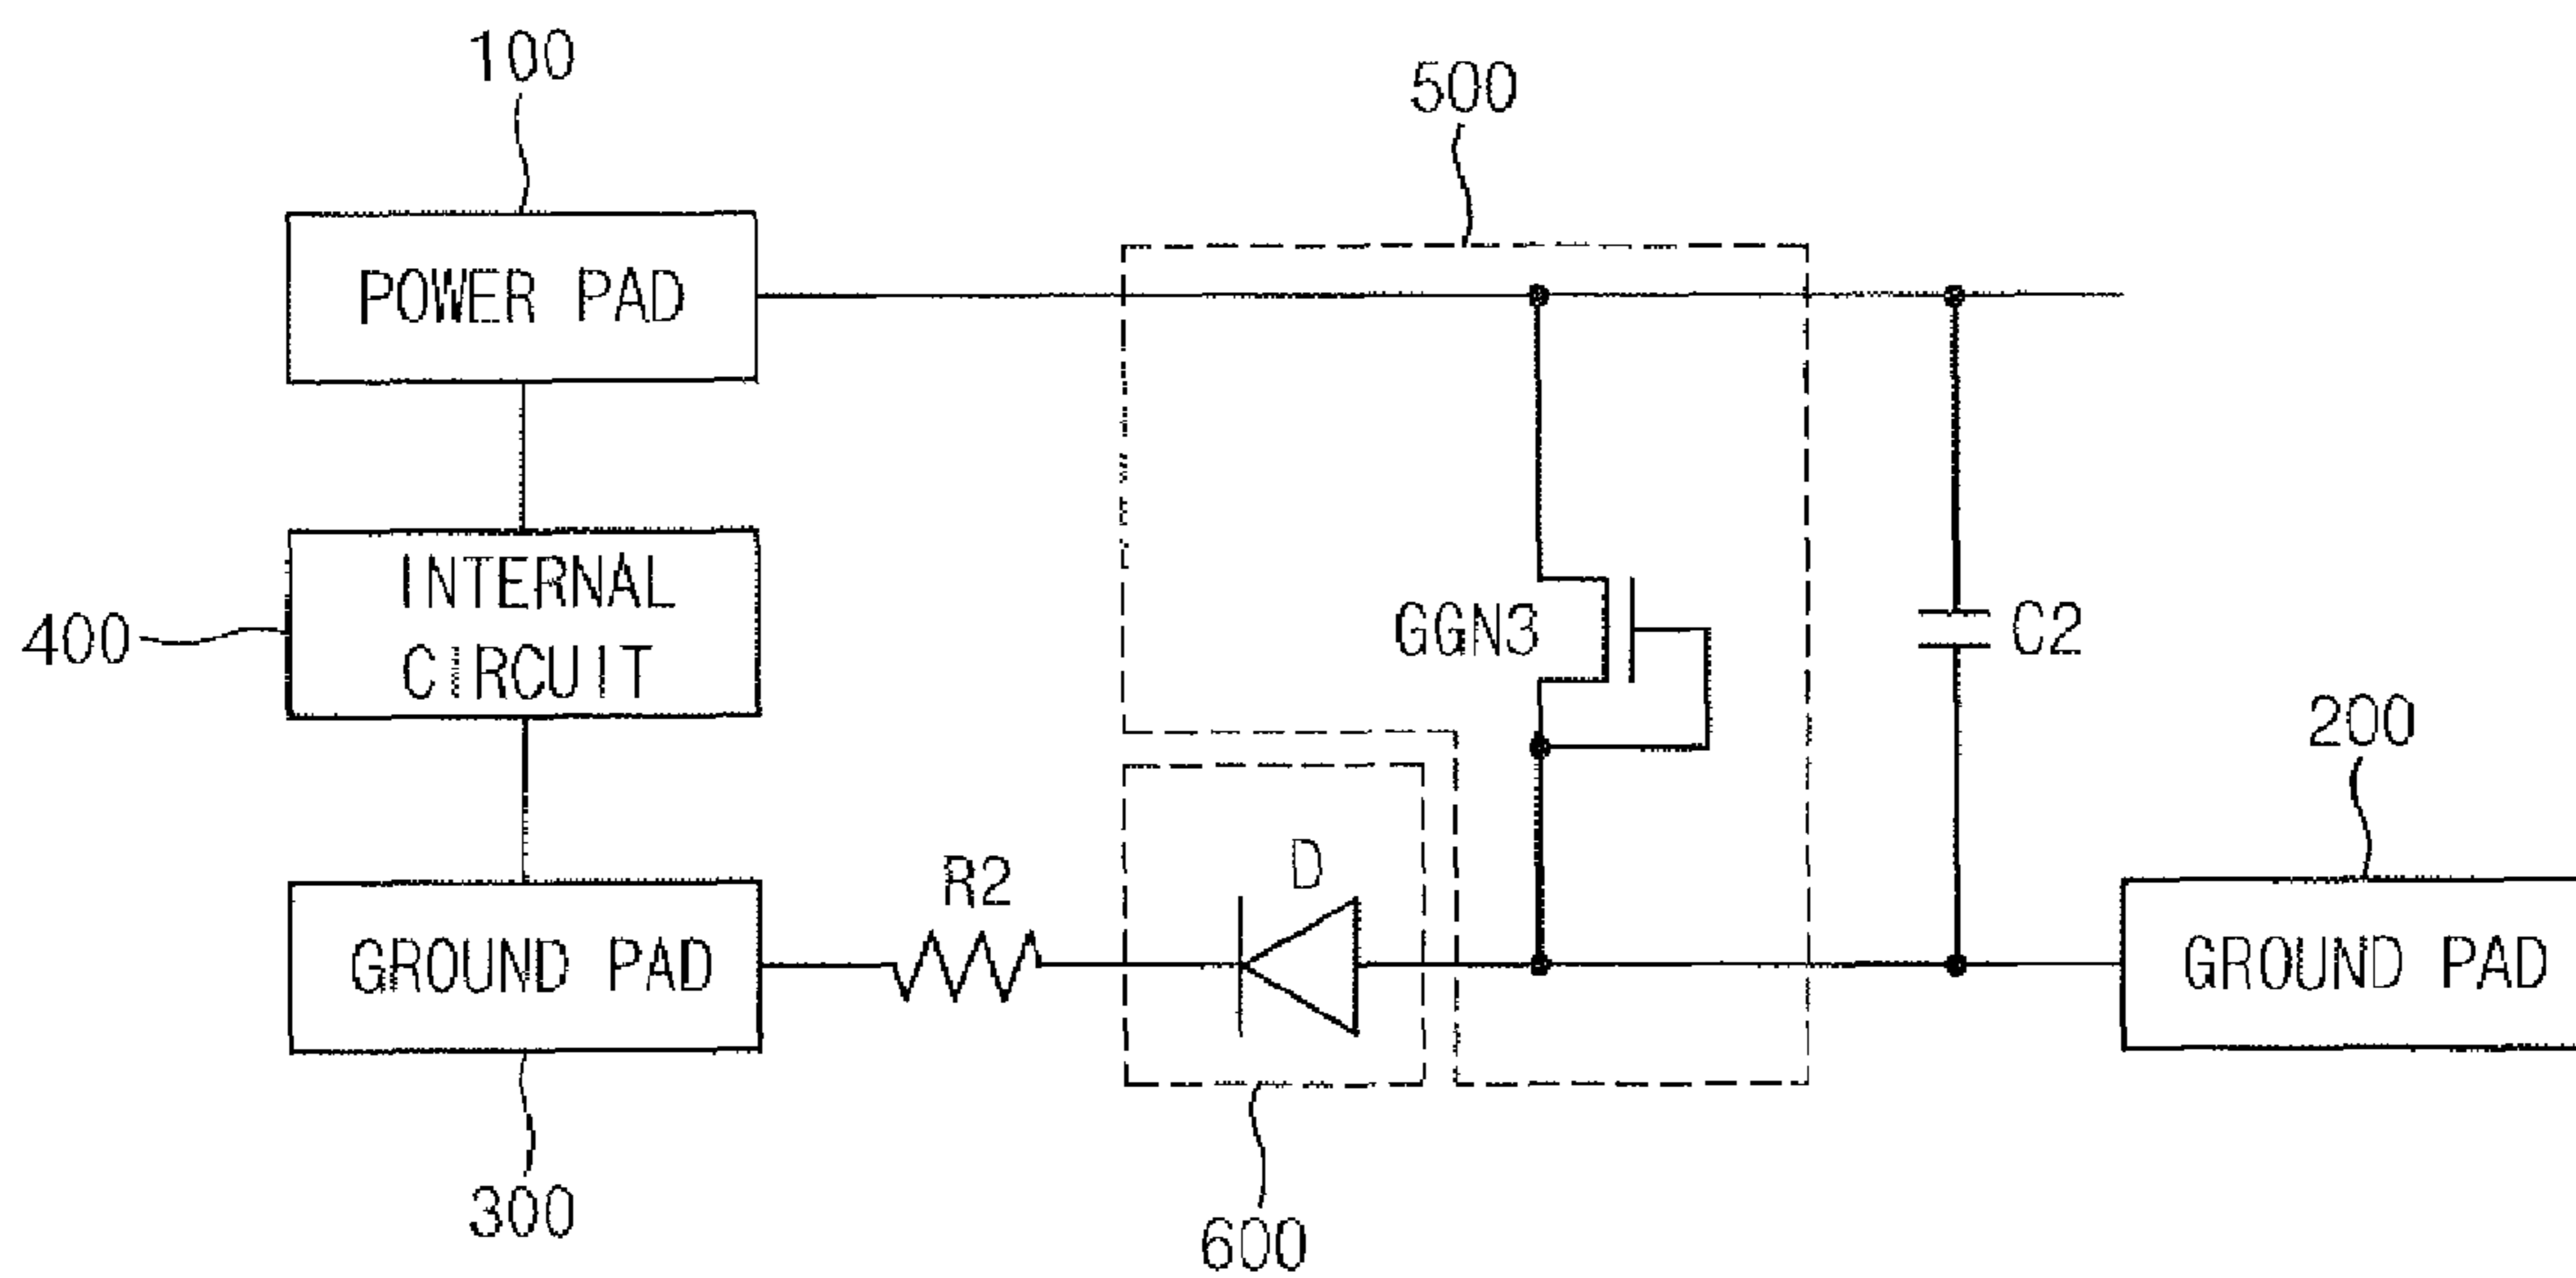 100
500
POWER PAD
INTERNAL
CIRCUIT
400
GGN3
C2
200
R2
D
GROUND PAD
GROUND PAD
300
600